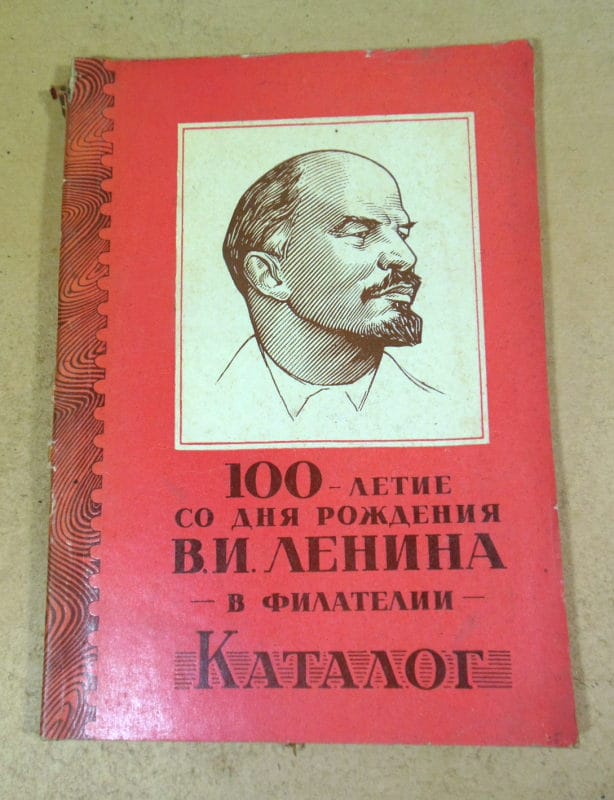 100-ЛЕТИЕ
СО ДНЯ РОЖДЕНИЯ
В.И. ЛЕНИНА
— В ФИЛАТЕЛИИ —
КАТАЛОГ